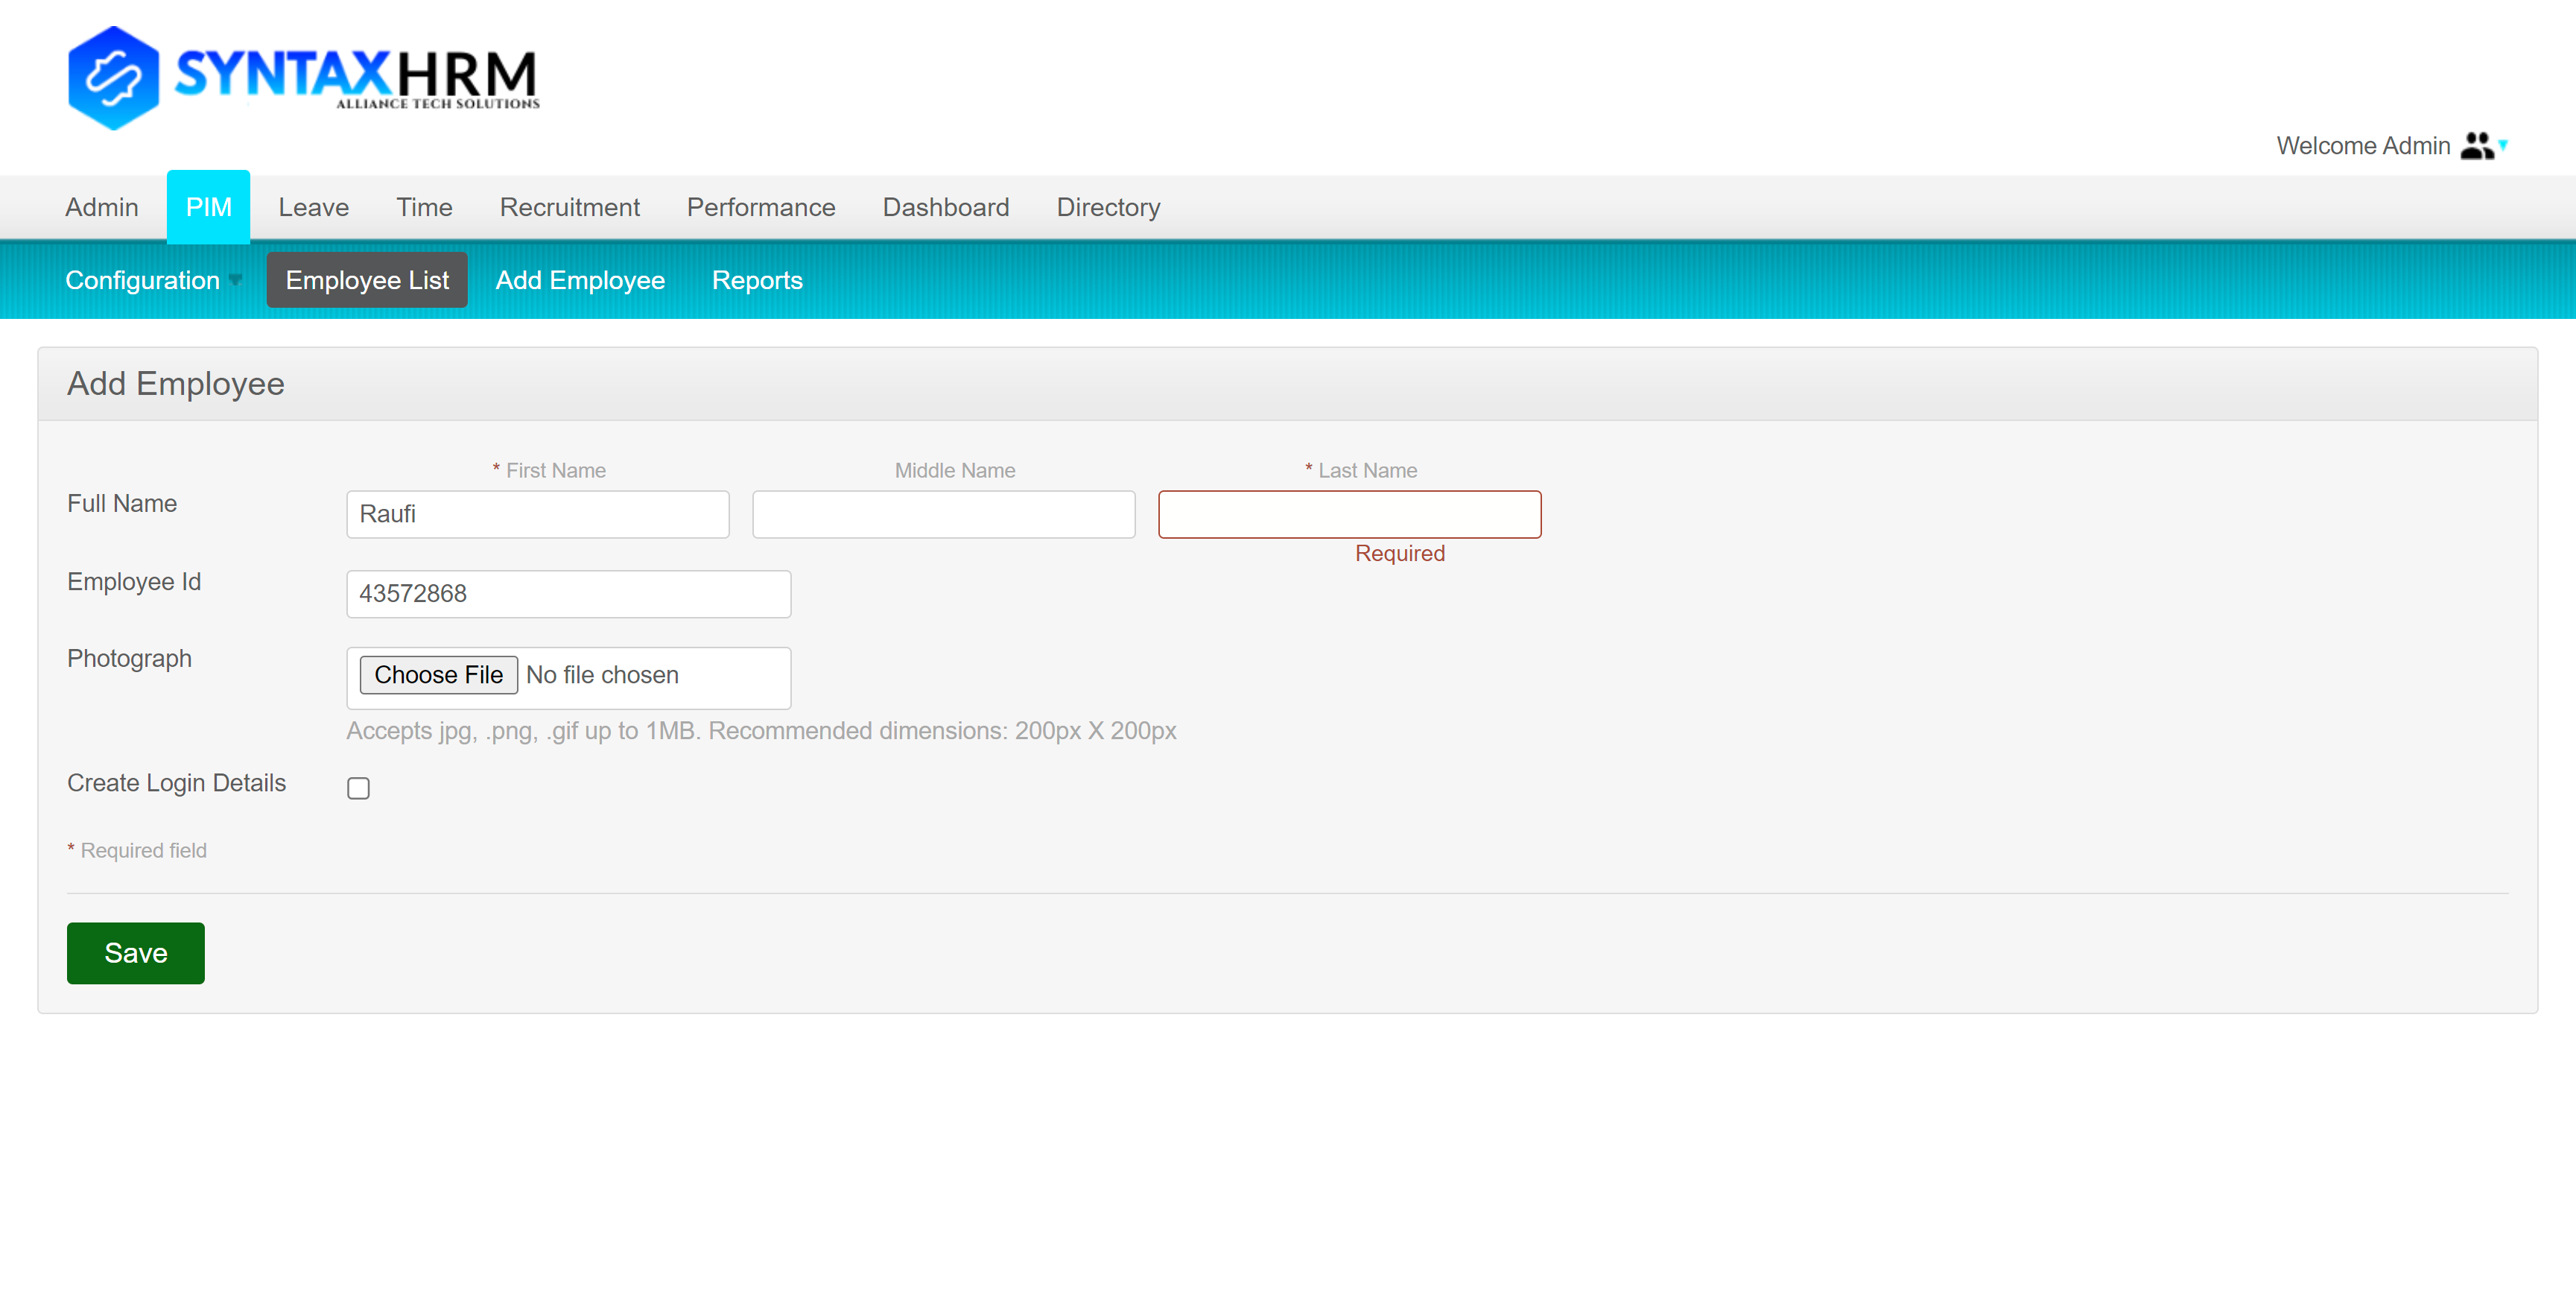 SYNTAXHRM
ALLIANCE TECH SOLUTIONS
Welcome Admin
Admin PIM Leave Time Recruitment Performance Dashboard Directory
Configuration Employee List Add Employee Reports
Add Employee
* First Name Middle Name * Last Name
Full Name Raufi
Required
Employee Id 43572868
Photograph Choose File No file chosen
Accepts jpg, .png, .gif up to 1MB. Recommended dimensions: 200px X 200px
Create Login Details
* Required field
Save